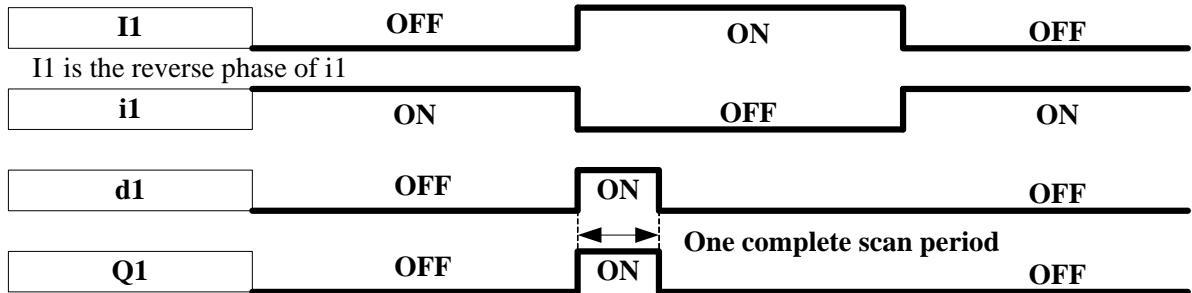 I1 OFF ON OFF
I1 is the reverse phase of i1
i1 ON OFF ON
d1 OFF ON OFF
One complete scan period
Q1 OFF ON OFF